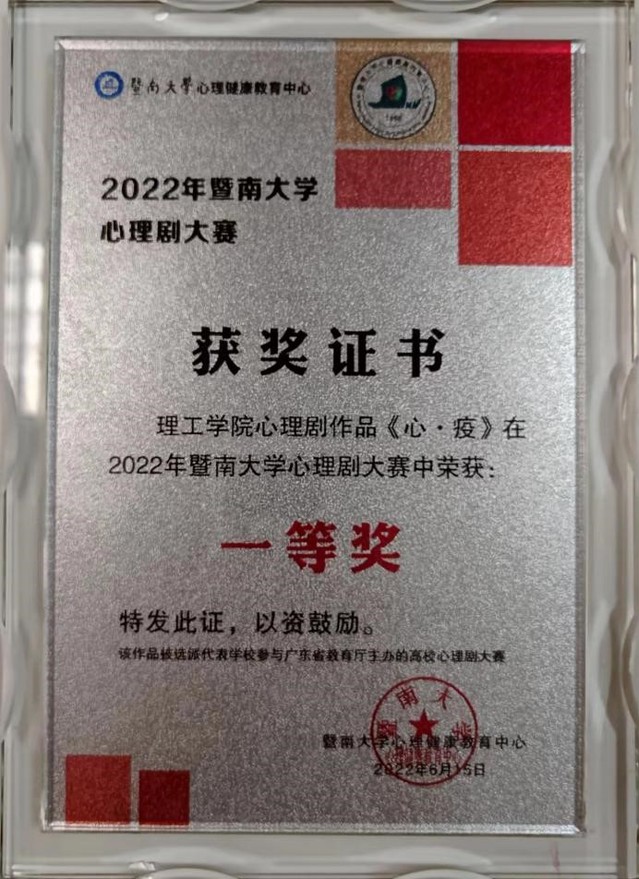 暨南大學心理健康教育中心
2022年暨南大学
心理剧大赛
获奖证书
理工学院心理剧作品《心·疫》在
2022年暨南大学心理剧大赛中荣获:
一等奖
特发此证，以资鼓励。
该作品被选派代表学校参与广东省教育厅主办的高校心理剧大赛
暨南大学
暨南大学心理健康教育中心
2022年6月15日